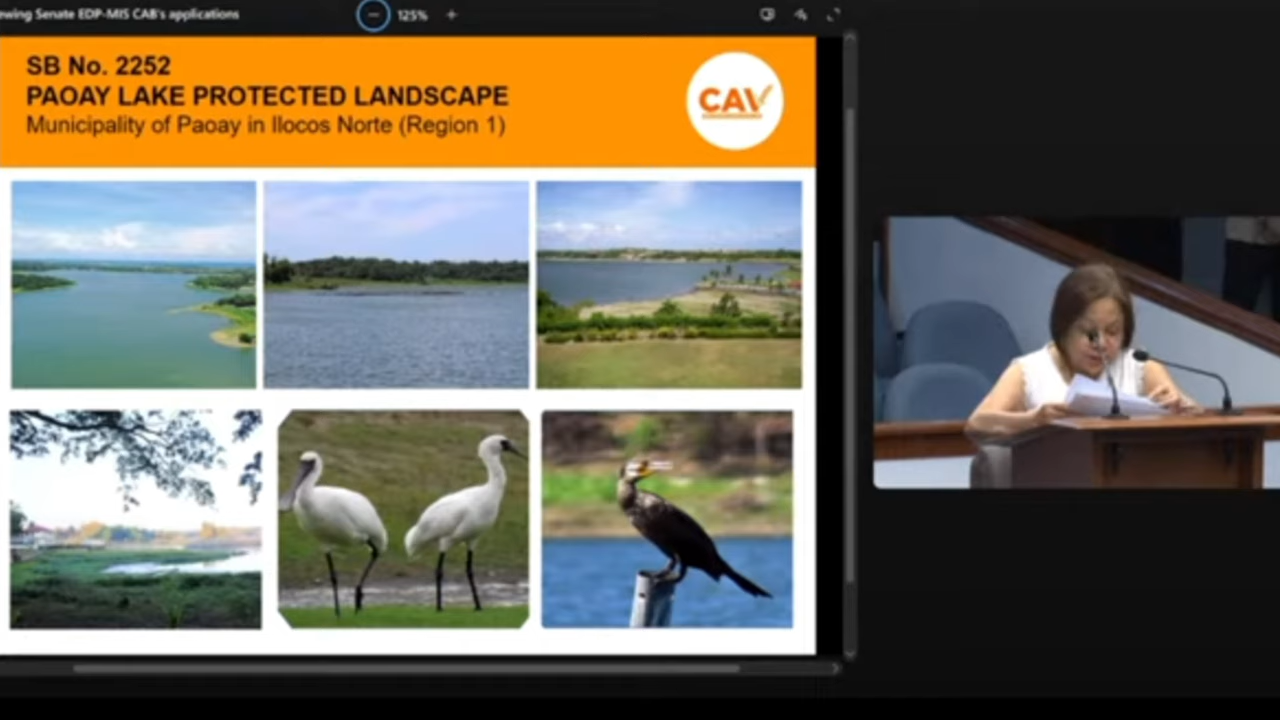 ewing Senate EDP-MIS CAB's applications
125%
SB No. 2252
PAOAY LAKE PROTECTED LANDSCAPE
Municipality of Paoay in Ilocos Norte (Region 1)
CAV